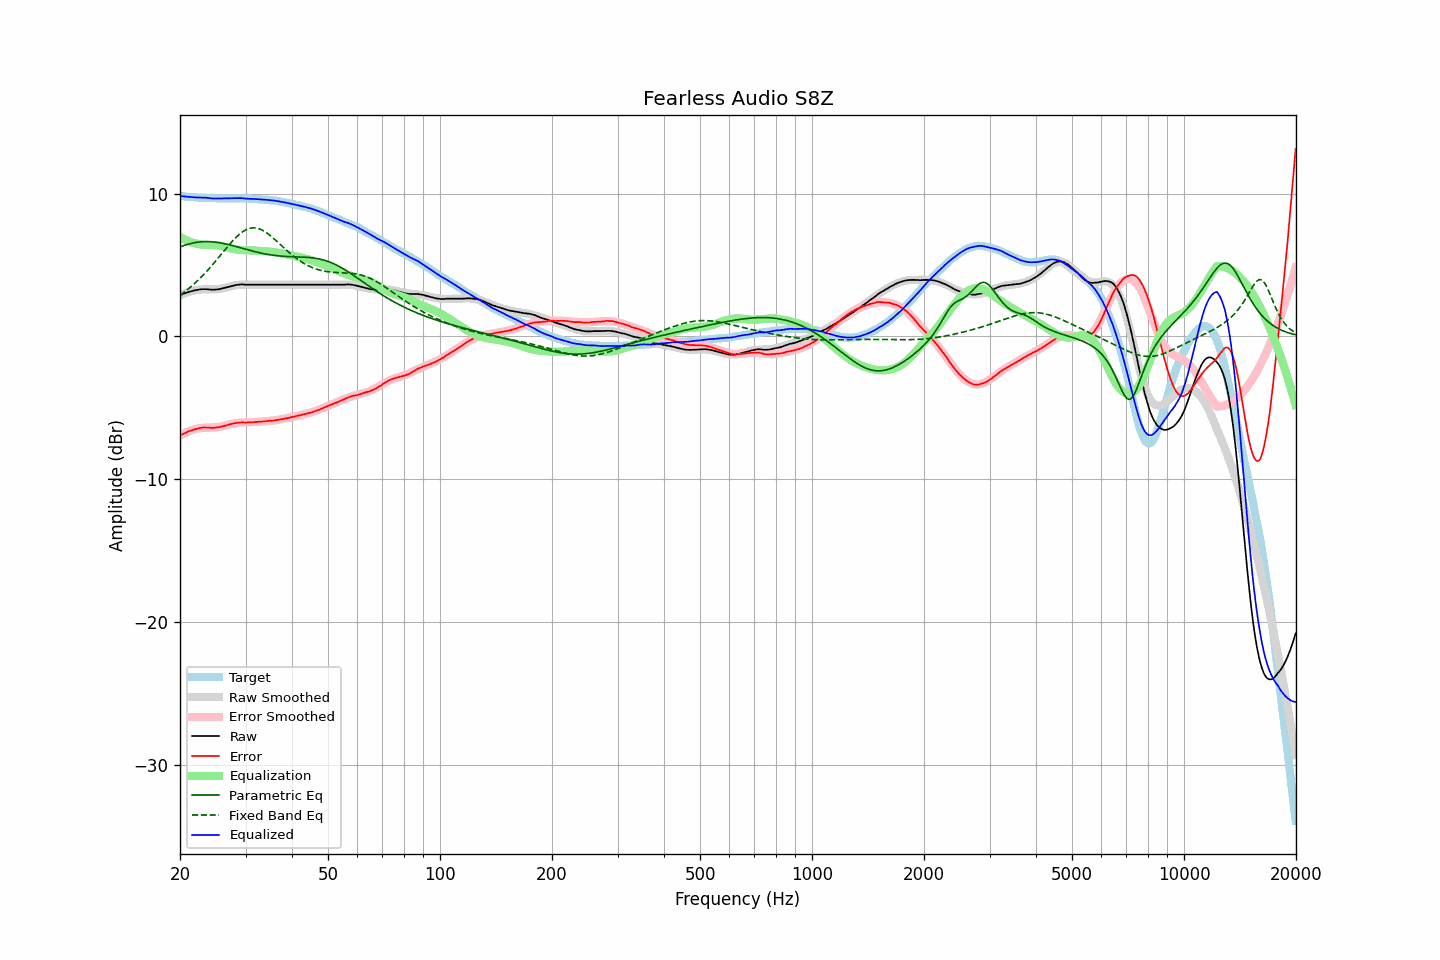 Fearless Audio S8Z
Amplitude (dBr)
10
0
−10
−20
−30
Target
Raw Smoothed
Error Smoothed
Raw
Error
Equalization
Parametric Eq
Fixed Band Eq
Equalized
20 50 100 200 500 1000 2000 5000 10000 20000
Frequency (Hz)